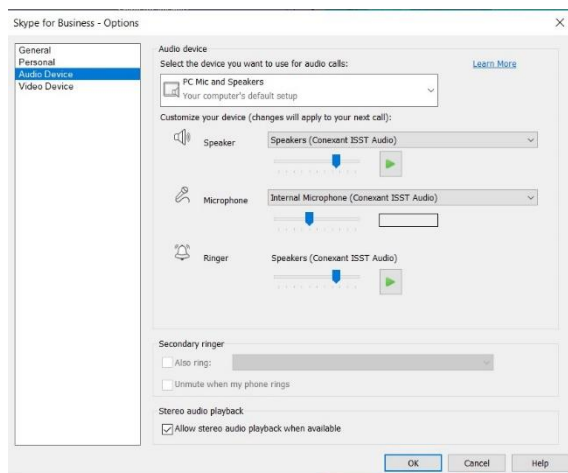 Skype for Business - Options
General
Personal
Audio Device
Video Device
Audio device
Select the device you want to use for audio calls:
Learn More
PC Mic and Speakers
Your computer's default setup
Customize your device (changes will apply to your next call):
Speaker
Speakers (Conexant ISST Audio)
Microphone
Internal Microphone (Conexant ISST Audio)
Ringer
Speakers (Conexant ISST Audio)
Secondary ringer
Also ring:
Unmute when my phone rings
Stereo audio playback
Allow stereo audio playback when available
OK
Cancel
Help